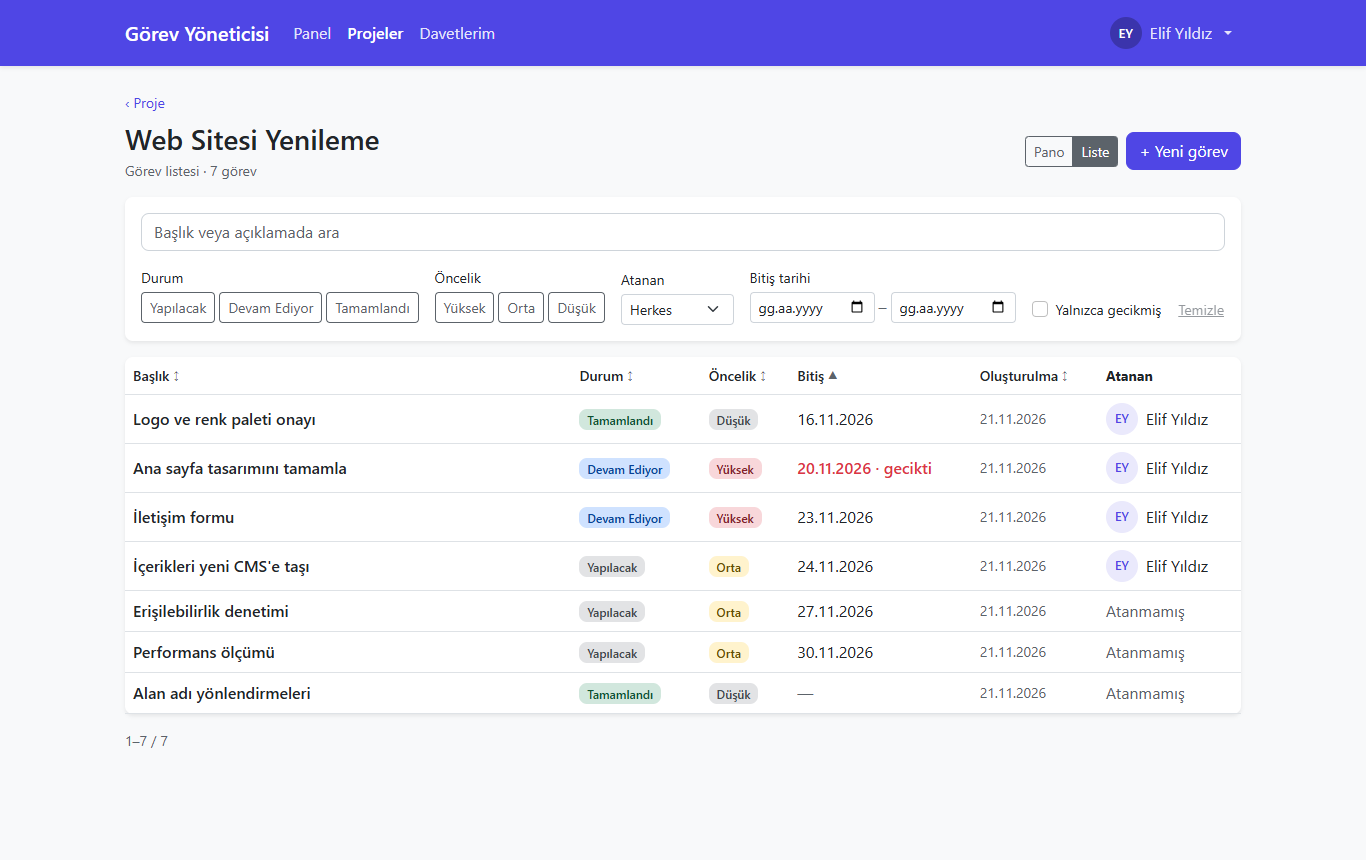 Görev Yöneticisi Panel Projeler Davetlerim EY Elif Yıldız
‹ Proje
Web Sitesi Yenileme
Görev listesi · 7 görev
Pano Liste + Yeni görev
Başlık veya açıklamada ara
Durum Öncelik Atanan Bitiş tarihi
Yapılacak Devam Ediyor Tamamlandı Yüksek Orta Düşük Herkes gg.aa.yyyy – gg.aa.yyyy Yalnızca gecikmiş Temizle
Başlık ↕ Durum ↕ Öncelik ↕ Bitiş ▲ Oluşturulma ↕ Atanan
Logo ve renk paleti onayı Tamamlandı Düşük 16.11.2026 21.11.2026 EY Elif Yıldız
Ana sayfa tasarımını tamamla Devam Ediyor Yüksek 20.11.2026 · gecikti 21.11.2026 EY Elif Yıldız
İletişim formu Devam Ediyor Yüksek 23.11.2026 21.11.2026 EY Elif Yıldız
İçerikleri yeni CMS'e taşı Yapılacak Orta 24.11.2026 21.11.2026 EY Elif Yıldız
Erişilebilirlik denetimi Yapılacak Orta 27.11.2026 21.11.2026 Atanmamış
Performans ölçümü Yapılacak Orta 30.11.2026 21.11.2026 Atanmamış
Alan adı yönlendirmeleri Tamamlandı Düşük — 21.11.2026 Atanmamış
1–7 / 7